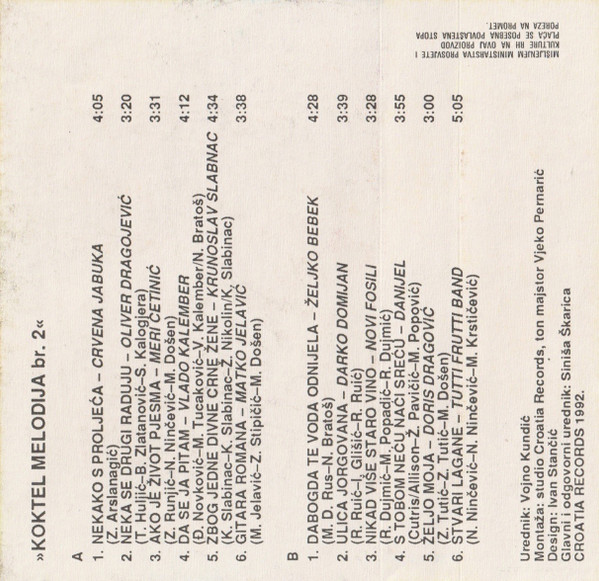 »KOKTEL MELODIJA br. 2«
A
1. NEKAKO S PROLJEĆA – CRVENA JABUKA 4:05
(Z. Arslanagić)
2. NEKA SE DRUGI RADUJU – OLIVER DRAGOJEVIĆ 3:20
(T. Huljić–B. Zlatanović–S. Kalogjera)
3. AKO JE ŽIVOT PJESMA – MERI CETINIĆ 3:31
(Z. Runjić–N. Ninčević–M. Došen)
4. DA SE JA PITAM – VLADO KALEMBER 4:12
(Đ. Novković–M. Tucaković–V. Kalember/N. Bratoš)
5. ZBOG JEDNE DIVNE CRNE ŽENE – KRUNOSLAV SLABNAC 4:34
(K. Slabinac–K. Slabinac–Ž. Nikolin/K, Slabinac)
6. GITARA ROMANA – MATKO JELAVIĆ 3:38
(M. Jelavić–Z. Stipičić–M. Došen)
B
1. DABOGDA TE VODA ODNIJELA – ŽELJKO BEBEK 4:28
(M. D. Rus–N. Bratoš)
2. ULICA JORGOVANA – DARKO DOMIJAN 3:39
(R. Ruić–I, Glišić–R. Ruić)
3. NIKAD VIŠE STARO VINO – NOVI FOSILI 3:28
(R. Dujmić–M. Popadić–R. Dujmić)
4. S TOBOM NEĆU NAĆI SREĆU – DANIJEL 3:55
(Cutris/Allison–Ž. Pavičić–M. Popović)
5. ŽELJO MOJA – DORIS DRAGOVIĆ 3:00
(Z. Tutić–Z. Tutić–M. Došen)
6. STVARI LAGANE – TUTTI FRUTTI BAND 5:05
(N. Ninčević–N. Ninčević–M. Krstičević)
Urednik: Vojno Kundić
Montaža: studio Croatia Records, ton majstor Vjeko Pernarić
Design: Ivan Stančić
Glavni i odgovorni urednik: Siniša Škarica
CROATIA RECORDS 1992.
MIŠLJENJEM MINISTARSTVA PROSVJETE I
KULTURE RH NA OVAJ PROIZVOD
PLAĆA SE POSEBNA POVLAŠTENA STOPA
POREZA NA PROMET.